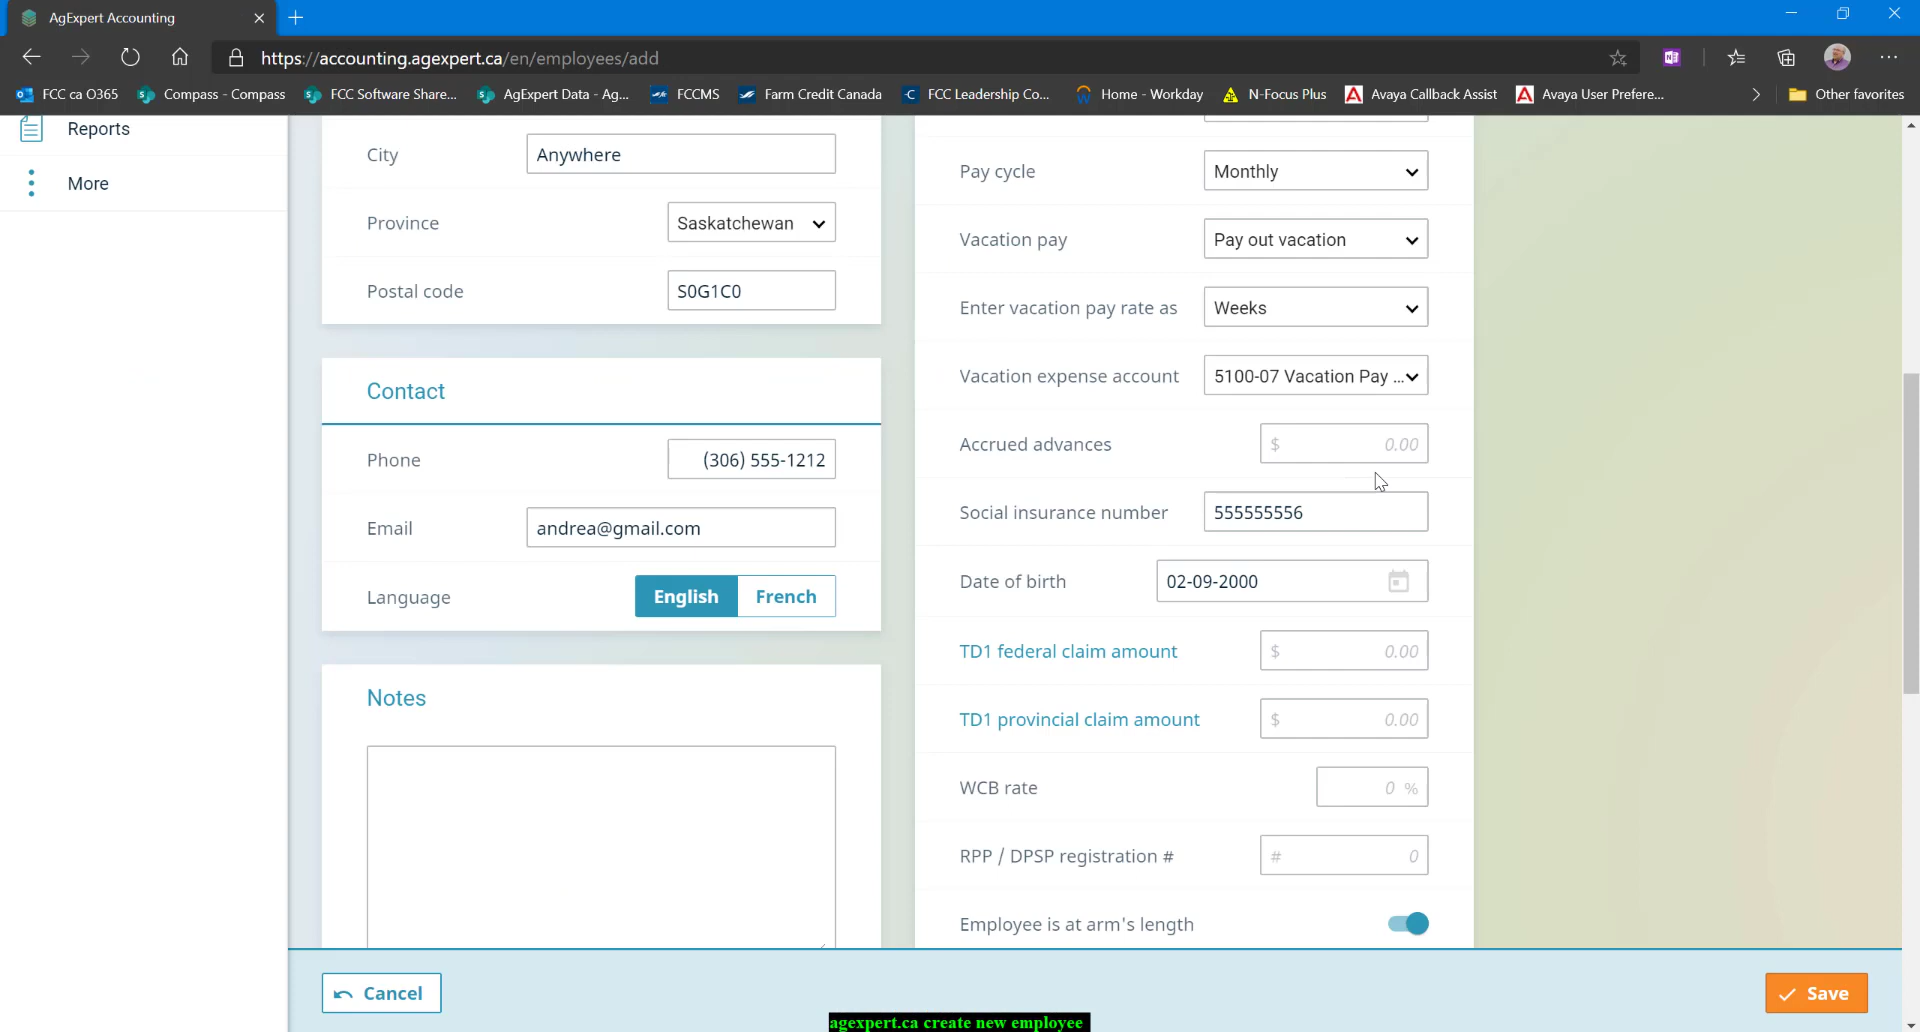 AgExpert Accounting
https://accounting.agexpert.ca/en/employees/add
FCC ca O365
Compass - Compass
FCC Software Share...
AgExpert Data - Ag...
FCCMS
Farm Credit Canada
FCC Leadership Co...
Home - Workday
N-Focus Plus
Avaya Callback Assist
Avaya User Prefere...
Other favorites
Reports
More
City
Anywhere
Province
Saskatchewan
Postal code
S0G1C0
Contact
Phone
(306) 555-1212
Email
andrea@gmail.com
Language
English
French
Notes
Pay cycle
Monthly
Vacation pay
Pay out vacation
Enter vacation pay rate as
Weeks
Vacation expense account
5100-07 Vacation Pay ...
Accrued advances
$ 0.00
Social insurance number
555555556
Date of birth
02-09-2000
TD1 federal claim amount
$ 0.00
TD1 provincial claim amount
$ 0.00
WCB rate
0 %
RPP / DPSP registration #
# 0
Employee is at arm's length
Cancel
Save
agexpert.ca create new employee